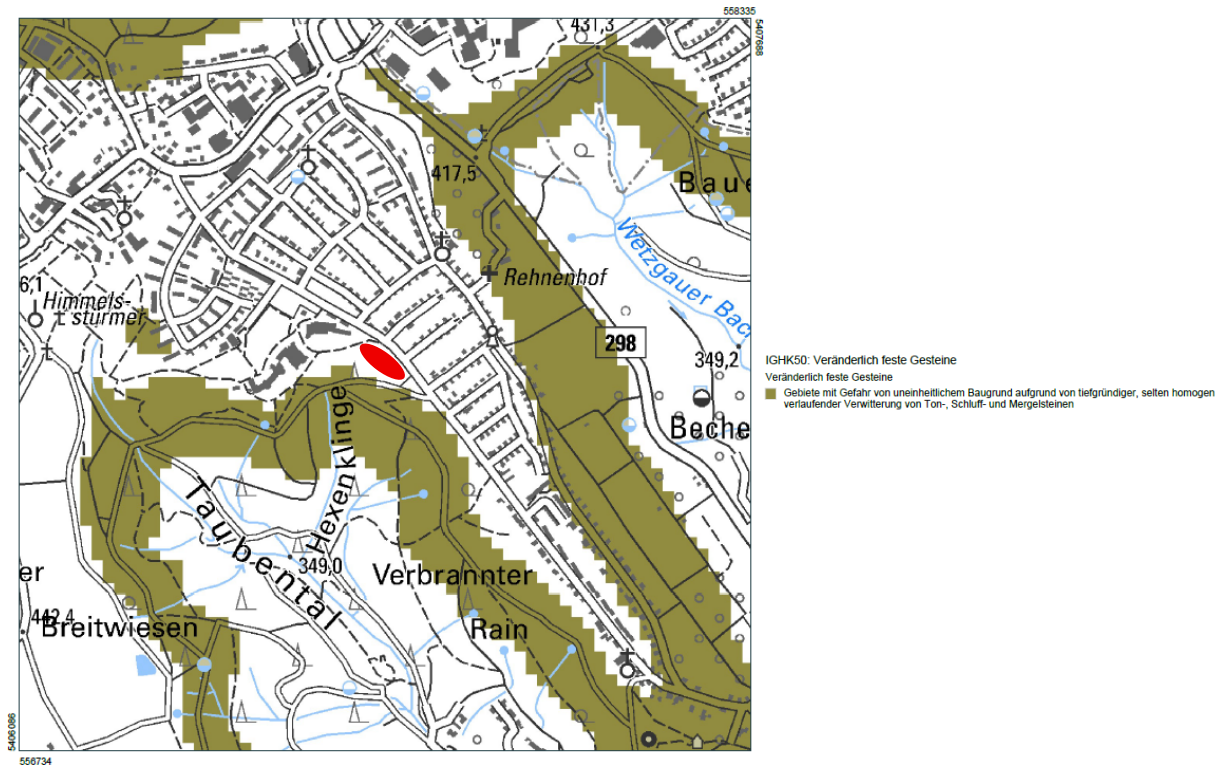 558335
5407688
431,3
417,5
Baue
Wetzgauer Bac
Rehnenhof
6,1
Himmels-
stürmer
298
349,2
IGHK50: Veränderlich feste Gesteine
Veränderlich feste Gesteine
Gebiete mit Gefahr von uneinheitlichem Baugrund aufgrund von tiefgründiger, selten homogen
verlaufender Verwitterung von Ton-, Schluff- und Mergelsteinen
Beche
Hexenklinge
Taubental
349,0
er
Verbrannter
Rain
442,4
Breitwiesen
5406086
556734